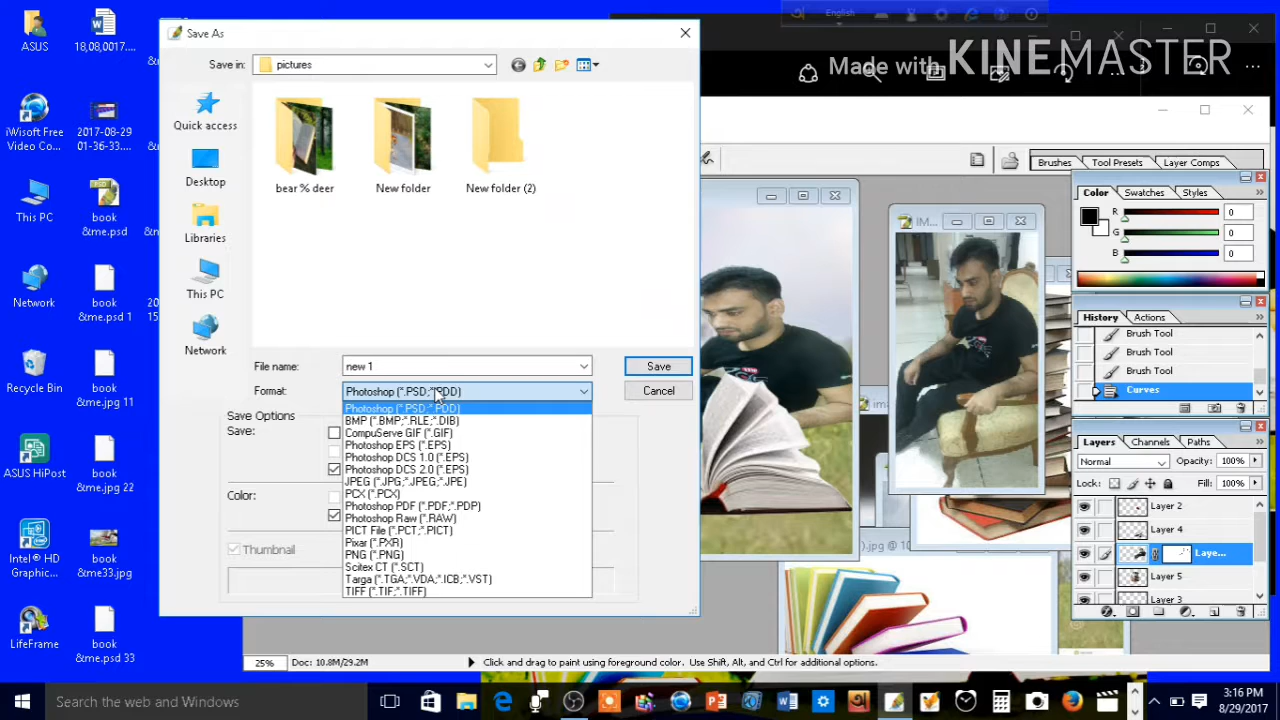 ASUS
18,08,0017....
iWisoft Free
Video Co...
2017-08-29
01-36-33....
This PC
book
&me.psd
Network
book
&me.psd 1
Recycle Bin
book
&me.jpg 11
ASUS HiPost
book
&me.jpg 22
Intel® HD
Graphic...
book
&me33.jpg
LifeFrame
book
&me.psd 33
Save As
Save in:
pictures
Quick access
Desktop
Libraries
This PC
Network
bear % deer
New folder
New folder (2)
File name:
new 1
Save
Format:
Photoshop (*.PSD;*.PDD)
Cancel
Photoshop (*.PSD;*.PDD)
BMP (*.BMP;*.RLE;*.DIB)
CompuServe GIF (*.GIF)
Photoshop EPS (*.EPS)
Photoshop DCS 1.0 (*.EPS)
Photoshop DCS 2.0 (*.EPS)
JPEG (*.JPG;*.JPEG;*.JPE)
PCX (*.PCX)
Photoshop PDF (*.PDF;*.PDP)
Photoshop Raw (*.RAW)
PICT File (*.PCT;*.PICT)
Pixar (*.PXR)
PNG (*.PNG)
Scitex CT (*.SCT)
Targa (*.TGA;*.VDA;*.ICB;*.VST)
TIFF (*.TIF;*.TIFF)
Save Options
Save:
Color:
Thumbnail
English
Made with KINEMASTER
Brushes
Tool Presets
Layer Comps
IM...
Color
Swatches
Styles
R
0
G
0
B
0
History
Actions
Brush Tool
Brush Tool
Brush Tool
Curves
Layers
Channels
Paths
Normal
Opacity:
100%
Lock:
Fill:
100%
Layer 2
Layer 4
Laye...
Layer 5
Layer 3
).jpg @ 10
25%
Doc: 10.8M/29.2M
Click and drag to paint using foreground color. Use Shift, Alt, and Ctrl for additional options.
Search the web and Windows
3:16 PM
8/29/2017